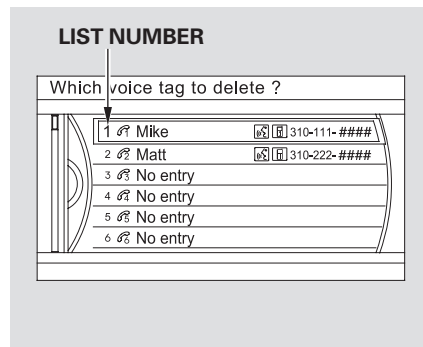 LIST NUMBER
Which voice tag to delete ?
1 Mike 310-111-####
2 Matt 310-222-####
3 No entry
4 No entry
5 No entry
6 No entry